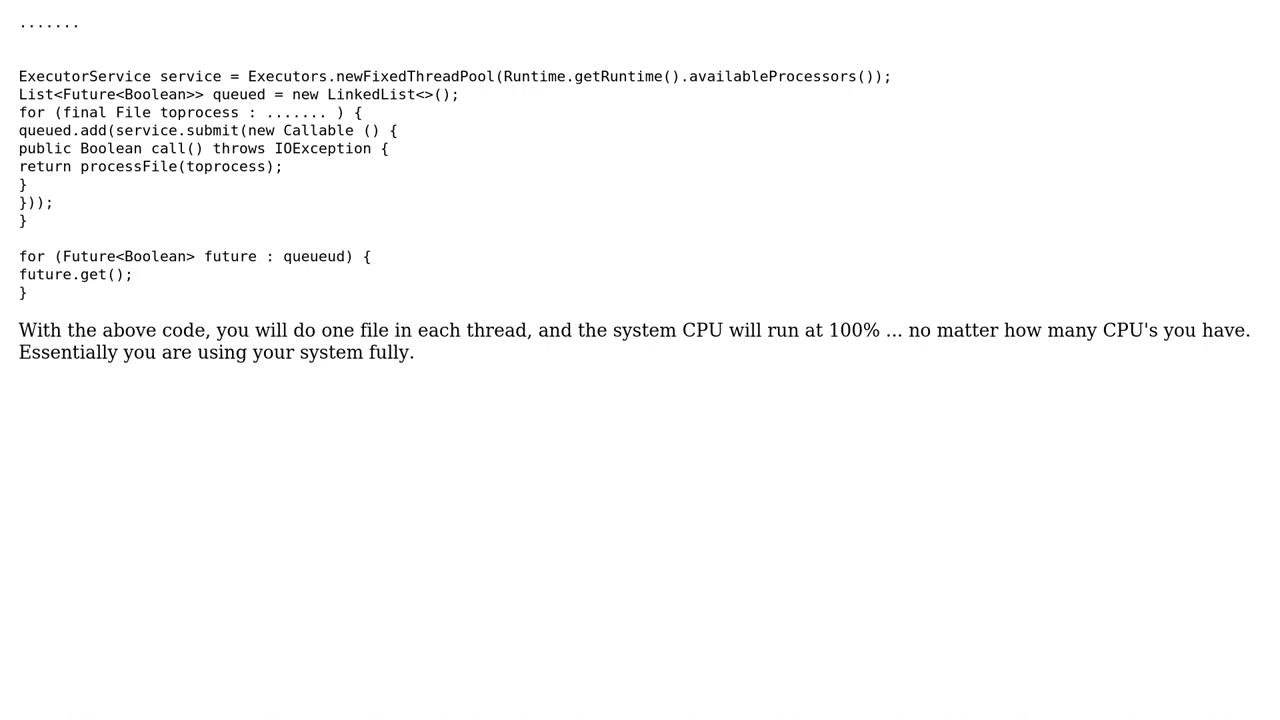 .......
ExecutorService service = Executors.newFixedThreadPool(Runtime.getRuntime().availableProcessors());
List<Future<Boolean>> queued = new LinkedList<>();
for (final File toprocess : ....... ) {
queued.add(service.submit(new Callable () {
public Boolean call() throws IOException {
return processFile(toprocess);
}
}));
}
for (Future<Boolean> future : queueud) {
future.get();
}
With the above code, you will do one file in each thread, and the system CPU will run at 100% ... no matter how many CPU's you have.
Essentially you are using your system fully.